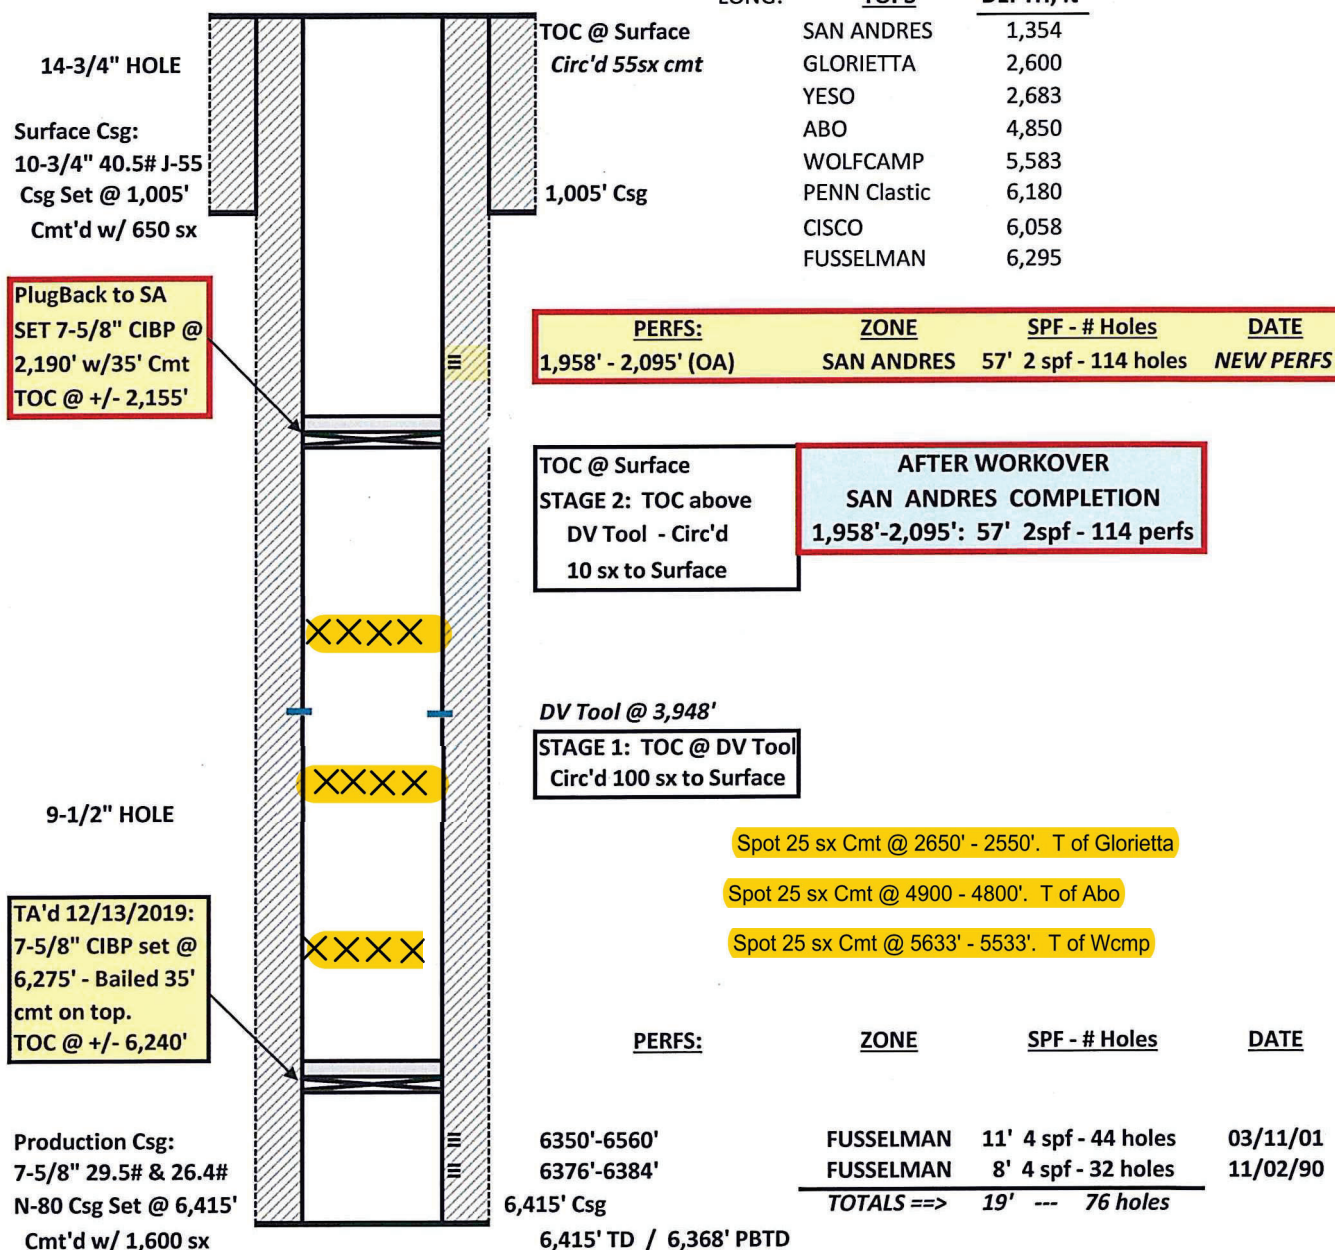 LONG: TOPS DEPTH, ft
TOC @ Surface
Circ'd 55sx cmt
14-3/4" HOLE
Surface Csg:
10-3/4" 40.5# J-55
Csg Set @ 1,005'
Cmt'd w/ 650 sx
1,005' Csg
SAN ANDRES 1,354
GLORIETTA 2,600
YESO 2,683
ABO 4,850
WOLFCAMP 5,583
PENN Clastic 6,180
CISCO 6,058
FUSSELMAN 6,295
PlugBack to SA
SET 7-5/8" CIBP @
2,190' w/35' Cmt
TOC @ +/- 2,155'
PERFS: ZONE SPF - # Holes DATE
1,958' - 2,095' (OA) SAN ANDRES 57' 2 spf - 114 holes NEW PERFS
TOC @ Surface
STAGE 2: TOC above
DV Tool - Circ'd
10 sx to Surface
AFTER WORKOVER
SAN ANDRES COMPLETION
1,958'-2,095': 57' 2spf - 114 perfs
DV Tool @ 3,948'
STAGE 1: TOC @ DV Tool
Circ'd 100 sx to Surface
9-1/2" HOLE
Spot 25 sx Cmt @ 2650' - 2550'. T of Glorietta
Spot 25 sx Cmt @ 4900 - 4800'. T of Abo
Spot 25 sx Cmt @ 5633' - 5533'. T of Wcmp
TA'd 12/13/2019:
7-5/8" CIBP set @
6,275' - Bailed 35'
cmt on top.
TOC @ +/- 6,240'
PERFS: ZONE SPF - # Holes DATE
6350'-6560' FUSSELMAN 11' 4 spf - 44 holes 03/11/01
6376'-6384' FUSSELMAN 8' 4 spf - 32 holes 11/02/90
TOTALS ==> 19' --- 76 holes
Production Csg:
7-5/8" 29.5# & 26.4#
N-80 Csg Set @ 6,415'
Cmt'd w/ 1,600 sx
6,415' Csg
6,415' TD / 6,368' PBTD